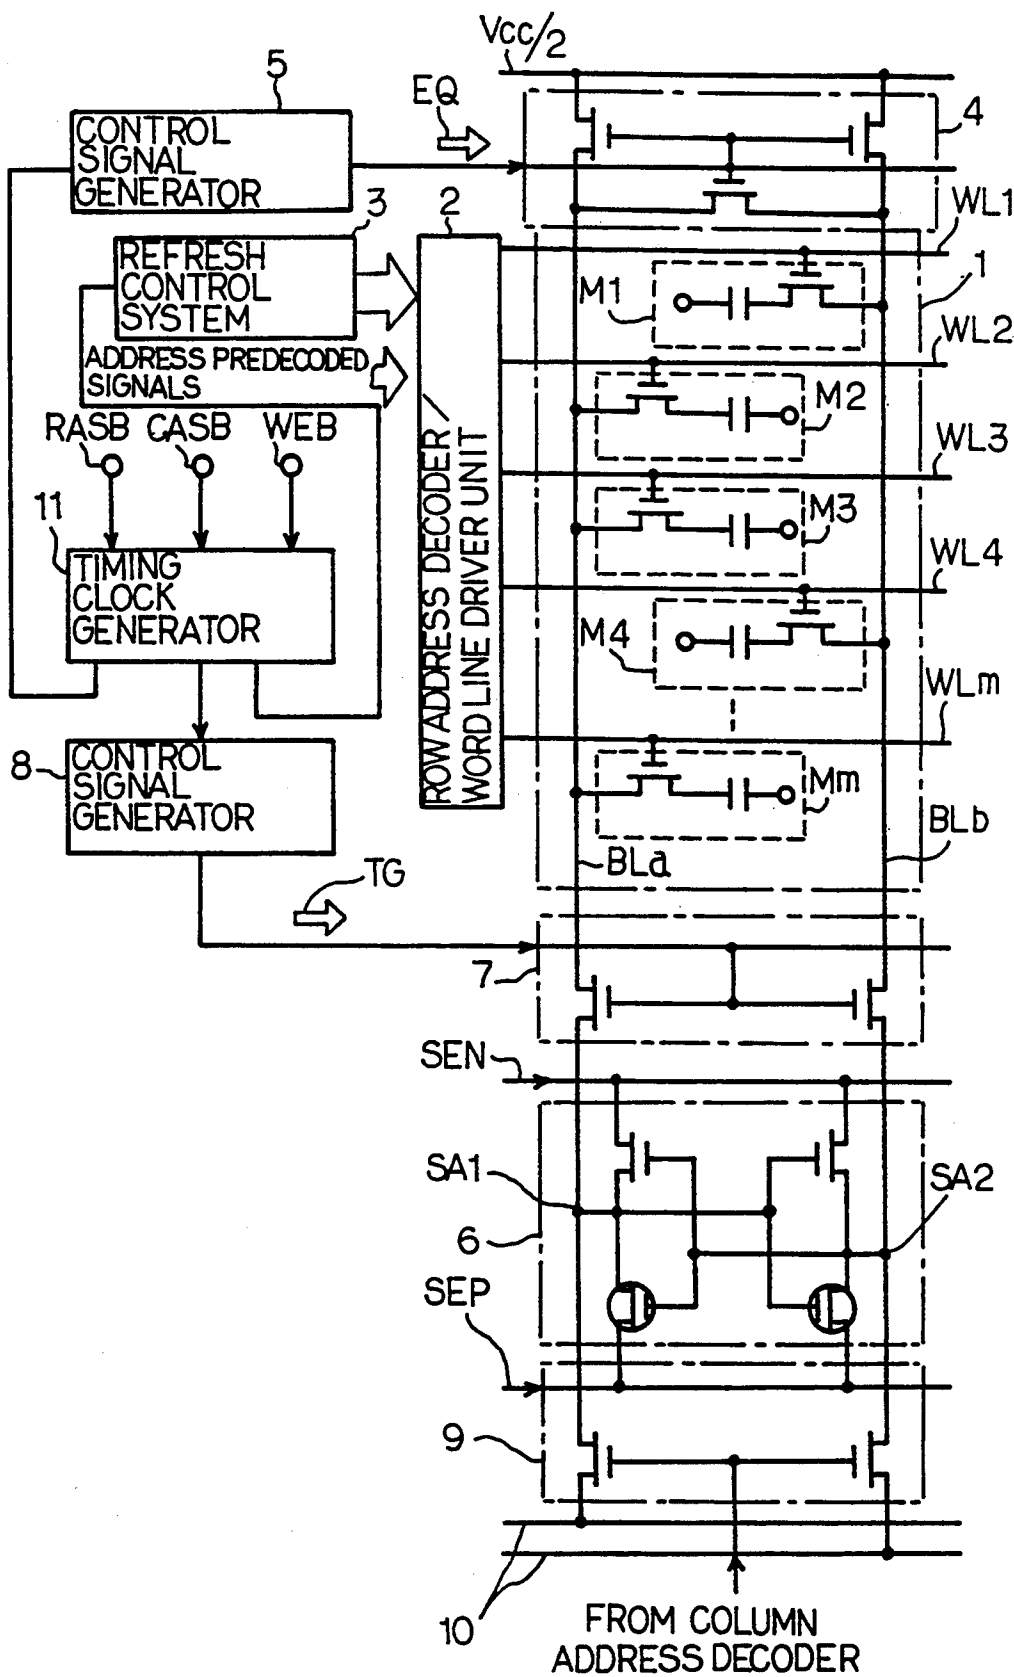 Vcc/2
5
EQ
4
CONTROL
SIGNAL
GENERATOR
3
2
WL1
REFRESH
CONTROL
SYSTEM
1
M1
WL2
ADDRESS PREDECODED
SIGNALS
M2
RASB
CASB
WEB
WL3
11
M3
TIMING
CLOCK
GENERATOR
WL4
M4
ROW ADDRESS DECODER/
WORD LINE DRIVER UNIT
WLm
8
CONTROL
SIGNAL
GENERATOR
Mm
BLb
BLa
TG
7
SEN
SA1
SA2
6
SEP
9
10
FROM COLUMN
ADDRESS DECODER